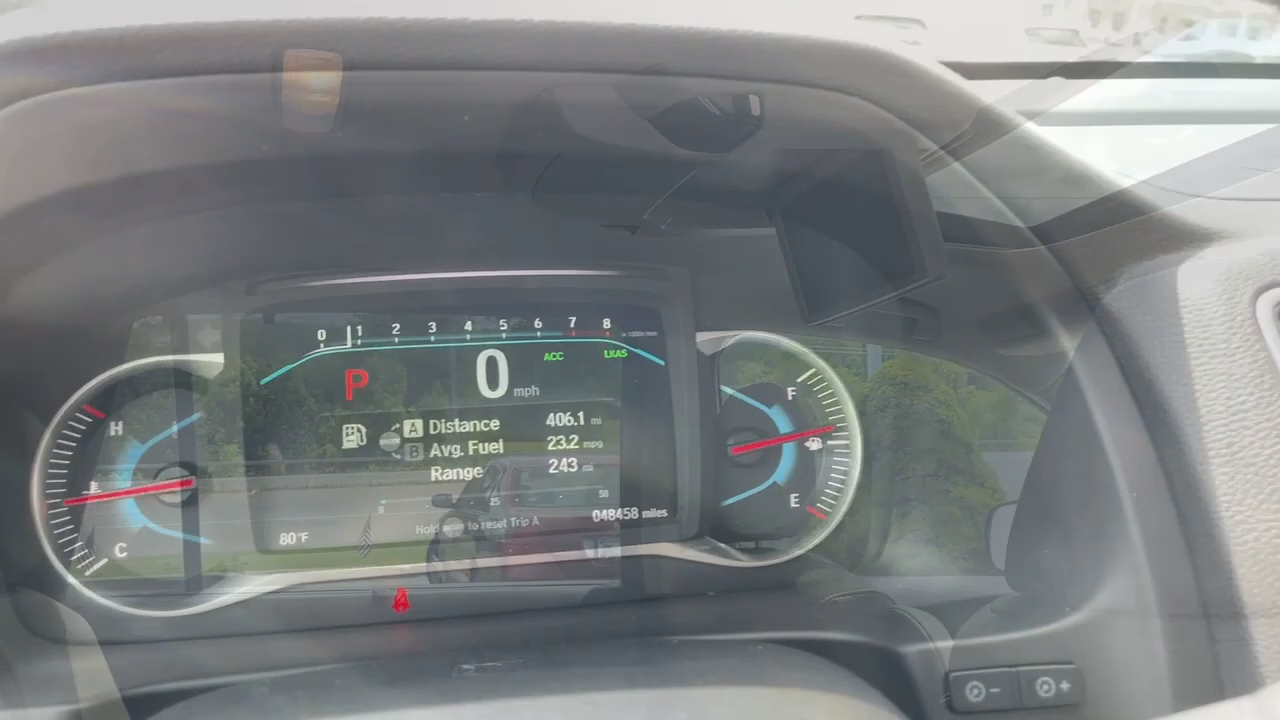 0 1 2 3 4 5 6 7 8
ACC LKAS
P 0 mph
H
F
A Distance 406.1 mi
B Avg. Fuel 23.2 mpg
Range 243 mi
0 25 50
E
Hold to reset Trip A 048458 miles
80°F
C
- +